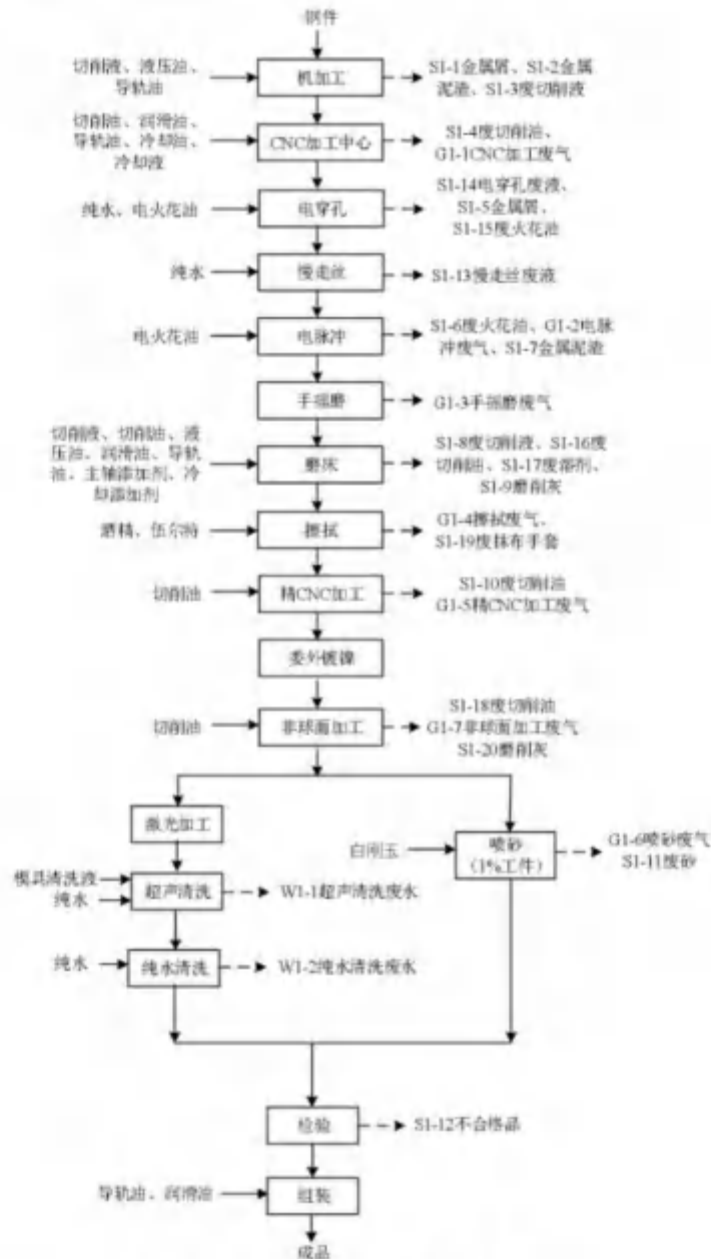 钢件
切削液、液压油、
导轨油
机加工
S1-1金属屑、S1-2金属
泥渣、S1-3废切削液
切削油、润滑油、
导轨油、冷却油、
冷却液
CNC加工中心
S1-4废切削油、
G1-1CNC加工废气
纯水、电火花油
电穿孔
S1-14电穿孔废液、
S1-5金属屑、
S1-15废火花油
纯水
慢走丝
S1-13慢走丝废液
电火花油
电脉冲
S1-6废火花油、G1-2电脉
冲废气、S1-7金属泥渣
手摇磨
G1-3手摇磨废气
切削液、切削油、液
压油、润滑油、导轨
油、主轴添加剂、冷
却添加剂
磨床
S1-8废切削液、S1-16废
切削油、S1-17废溶剂、
S1-9磨削灰
酒精、伍尔特
擦拭
G1-4擦拭废气、
S1-19废抹布手套
切削油
精CNC加工
S1-10废切削油
G1-5精CNC加工废气
委外镀镍
切削油
非球面加工
S1-18废切削油
G1-7非球面加工废气
S1-20磨削灰
激光加工
白刚玉
喷砂
（1%工件）
G1-6喷砂废气
S1-11废砂
模具清洗液
纯水
超声清洗
W1-1超声清洗废水
纯水
纯水清洗
W1-2纯水清洗废水
检验
S1-12不合格品
导轨油、润滑油
组装
成品